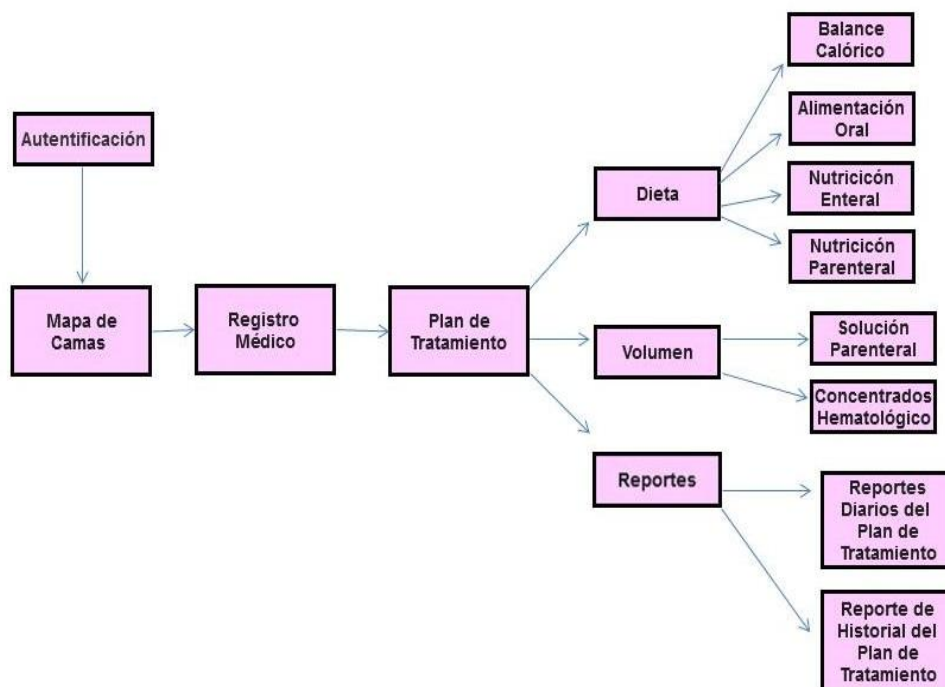 Balance
Calórico
Autentificación
Alimentación
Oral
Dieta
Nutricicón
Enteral
Nutricicón
Parenteral
Mapa de
Camas
Registro
Médico
Plan de
Tratamiento
Volumen
Solución
Parenteral
Concentrados
Hematológico
Reportes
Reportes
Diarios del
Plan de
Tratamiento
Reporte de
Historial del
Plan de
Tratamiento